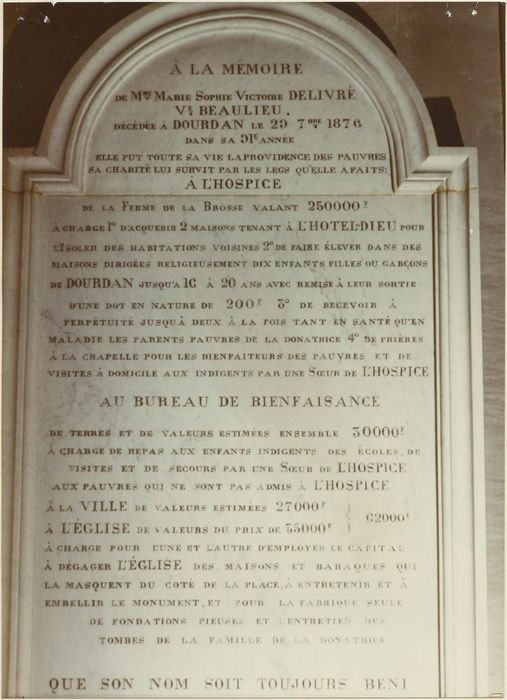 À LA MÉMOIRE
DE MME MARIE SOPHIE VICTOIRE DELIVRÉ
VE BEAULIEU,
DÉCÉDÉE À DOURDAN LE 29 7BRE 1876
DANS SA 91E ANNÉE
ELLE FUT TOUTE SA VIE LA PROVIDENCE DES PAUVRES
SA CHARITÉ LUI SURVIT PAR LES LEGS QU'ELLE A FAITS:
À L'HOSPICE
DE LA FERME DE LA BROSSE VALANT 250000F
À CHARGE 1O D'ACQUERIR 2 MAISONS TENANT À L'HOTEL-DIEU POUR
L'ISOLER DES HABITATIONS VOISINES 2O DE FAIRE ÉLEVER DANS DES
MAISONS DIRIGÉES RELIGIEUSEMENT DIX ENFANTS FILLES OU GARÇONS
DE DOURDAN JUSQU'A 16 À 20 ANS AVEC REMISE À LEUR SORTIE
D'UNE DOT EN NATURE DE 200F 3O DE RECEVOIR À
PERPÉTUITÉ JUSQU'À DEUX À LA FOIS TANT EN SANTÉ QU'EN
MALADIE LES PARENTS PAUVRES DE LA DONATRICE 4O DE PRIÈRES
À LA CHAPELLE POUR LES BIENFAITEURS DES PAUVRES ET DE
VISITES À DOMICILE AUX INDIGENTS PAR UNE SŒUR DE L'HOSPICE
AU BUREAU DE BIENFAISANCE
DE TERRES ET DE VALEURS ESTIMÉES ENSEMBLE 30000F
À CHARGE DE REPAS AUX ENFANTS INDIGENTS DES ÉCOLES, DE
VISITES ET DE SECOURS PAR UNE SŒUR DE L'HOSPICE
AUX PAUVRES QUI NE SONT PAS ADMIS À L'HOSPICE
À LA VILLE DE VALEURS ESTIMÉES 27000F
À L'ÉGLISE DE VALEURS DU PRIX DE 35000F } 62000F
À CHARGE POUR L'UNE ET L'AUTRE D'EMPLOYER LE CAPITAL
À DÉGAGER L'ÉGLISE DES MAISONS ET BARAQUES QUI
LA MASQUENT DU COTÉ DE LA PLACE, À ENTRETENIR ET À
EMBELLIR LE MONUMENT, ET POUR LA FABRIQUE SEULE
DE FONDATIONS PIEUSES ET L'ENTRETIEN DES
TOMBES DE LA FAMILLE DE LA DONATRICE
QUE SON NOM SOIT TOUJOURS BENI